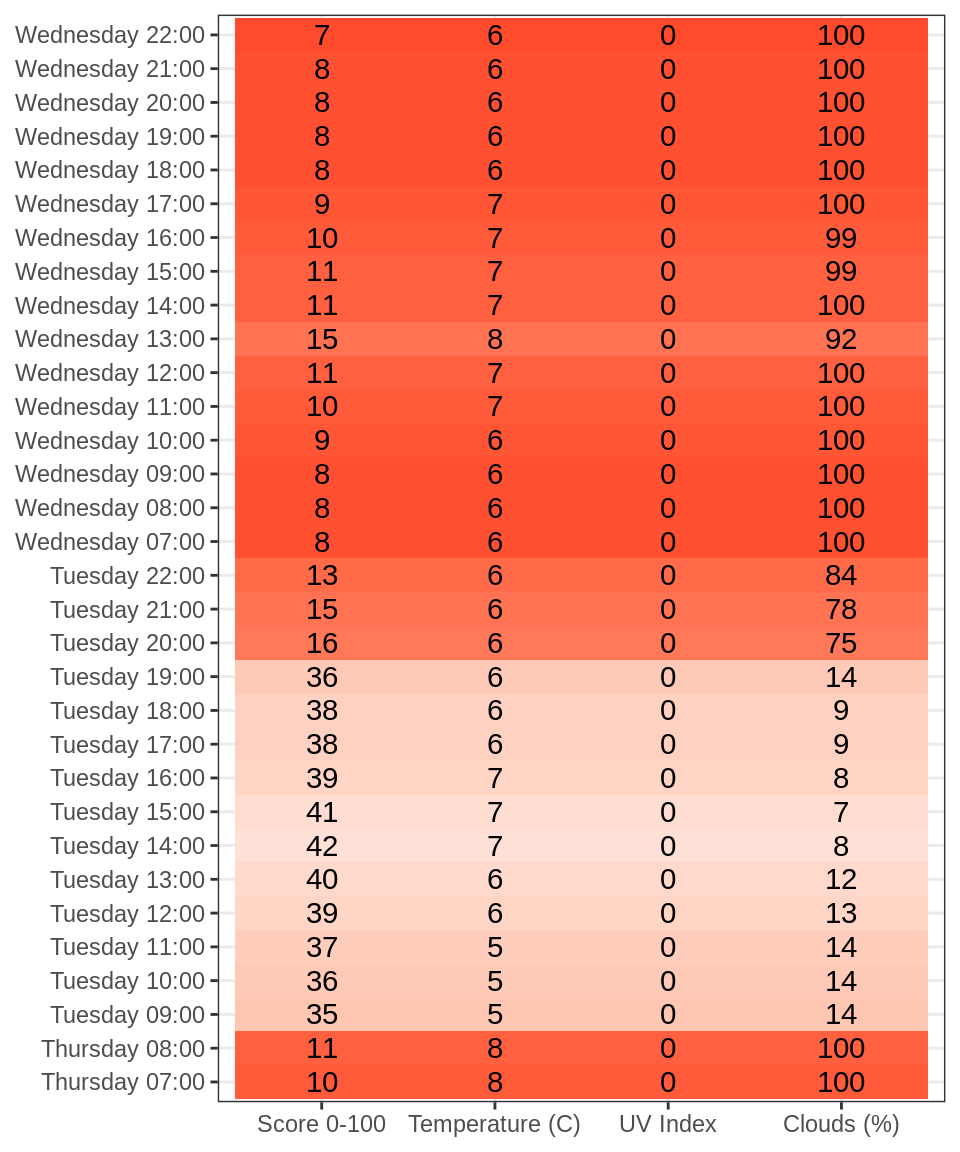 Wednesday 22:00 7 6 0 100
Wednesday 21:00 8 6 0 100
Wednesday 20:00 8 6 0 100
Wednesday 19:00 8 6 0 100
Wednesday 18:00 8 6 0 100
Wednesday 17:00 9 7 0 100
Wednesday 16:00 10 7 0 99
Wednesday 15:00 11 7 0 99
Wednesday 14:00 11 7 0 100
Wednesday 13:00 15 8 0 92
Wednesday 12:00 11 7 0 100
Wednesday 11:00 10 7 0 100
Wednesday 10:00 9 6 0 100
Wednesday 09:00 8 6 0 100
Wednesday 08:00 8 6 0 100
Wednesday 07:00 8 6 0 100
Tuesday 22:00 13 6 0 84
Tuesday 21:00 15 6 0 78
Tuesday 20:00 16 6 0 75
Tuesday 19:00 36 6 0 14
Tuesday 18:00 38 6 0 9
Tuesday 17:00 38 6 0 9
Tuesday 16:00 39 7 0 8
Tuesday 15:00 41 7 0 7
Tuesday 14:00 42 7 0 8
Tuesday 13:00 40 6 0 12
Tuesday 12:00 39 6 0 13
Tuesday 11:00 37 5 0 14
Tuesday 10:00 36 5 0 14
Tuesday 09:00 35 5 0 14
Thursday 08:00 11 8 0 100
Thursday 07:00 10 8 0 100
Score 0-100 Temperature (C) UV Index Clouds (%)